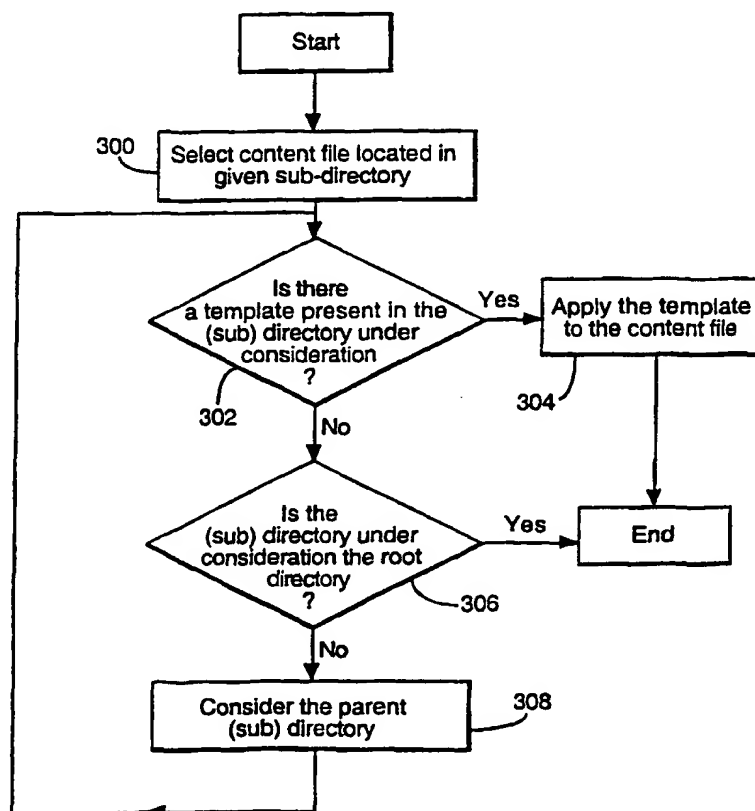 Start
300
Select content file located in
given sub-directory
Is there
a template present in the
(sub) directory under
consideration
?
302
Yes
Apply the template
to the content file
304
No
Is the
(sub) directory under
consideration the root
directory
?
306
Yes
End
No
Consider the parent
(sub) directory
308